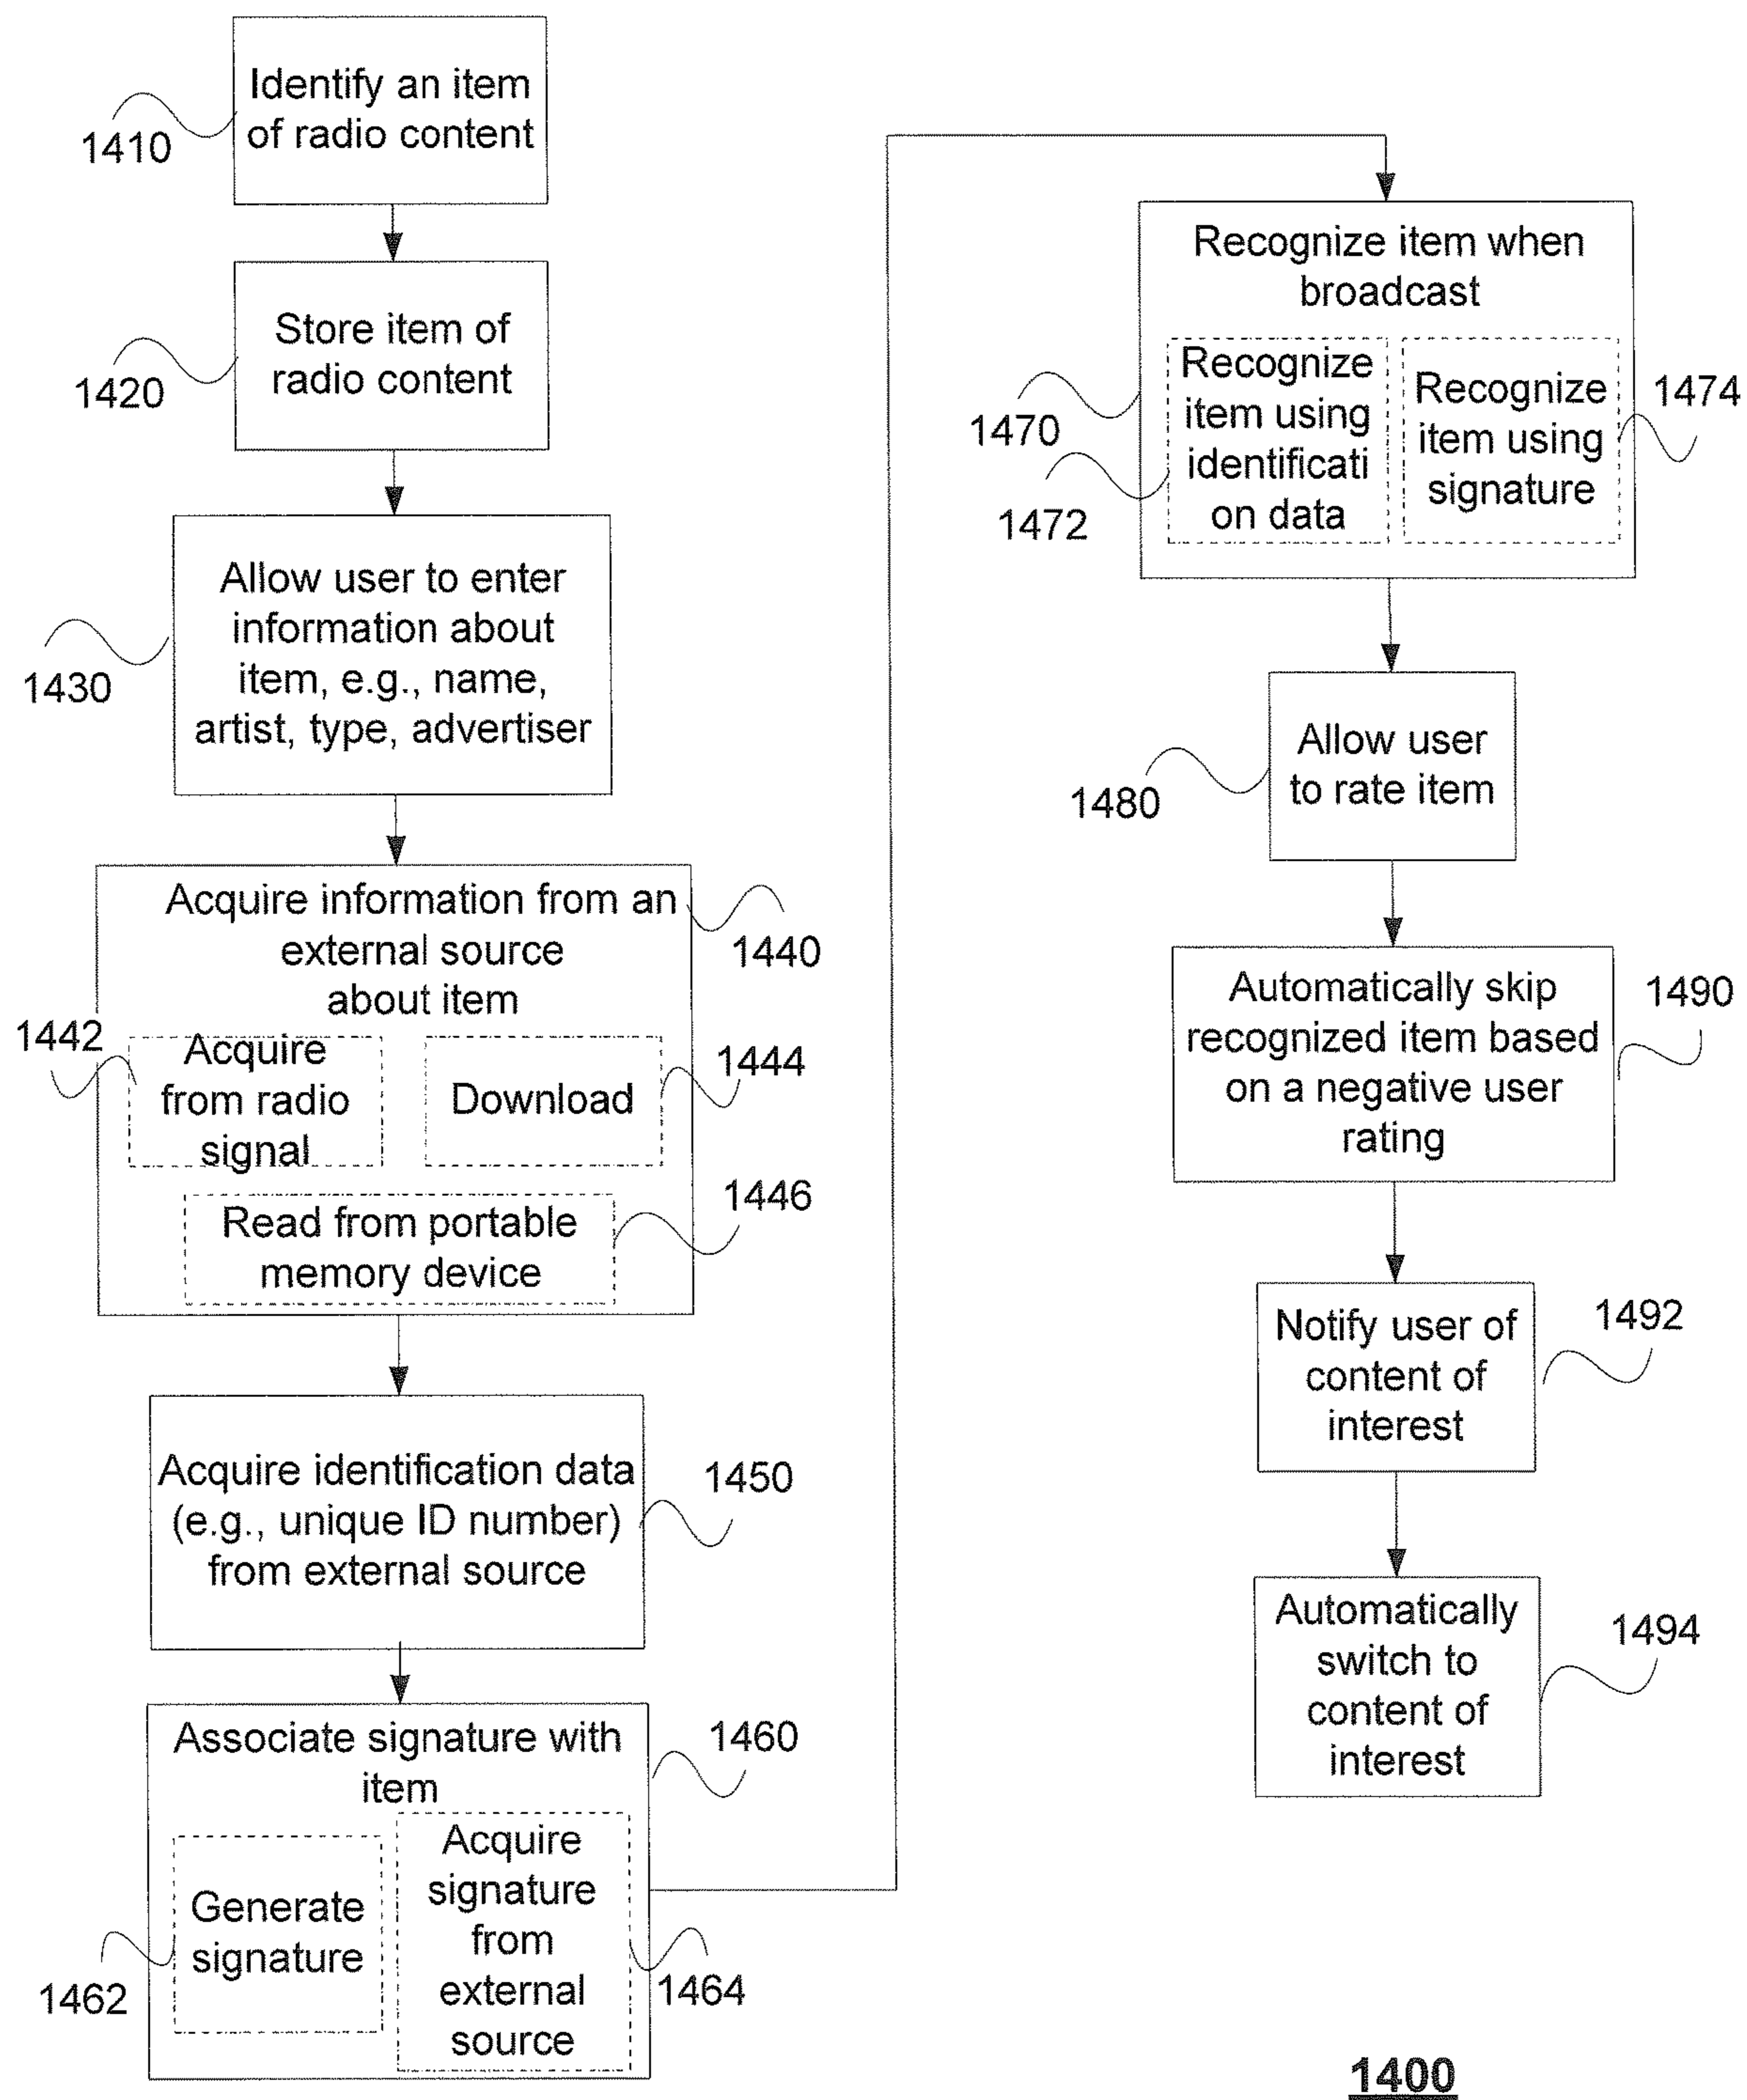 Identify an item
of radio content
1410
Store item of
radio content
1420
Allow user to enter
information about
item, e.g., name,
artist, type, advertiser
1430
Acquire information from an
external source
about item
1440
1442
Acquire
from radio
signal
Download
1444
Read from portable
memory device
1446
Acquire identification data
(e.g., unique ID number)
from external source
1450
Associate signature with
item
1460
Generate
signature
1462
Acquire
signature
from
external
source
1464
Recognize item when
broadcast
1470
Recognize
item using
identificati
on data
1472
Recognize
item using
signature
1474
Allow user
to rate item
1480
Automatically skip
recognized item based
on a negative user
rating
1490
Notify user of
content of
interest
1492
Automatically
switch to
content of
interest
1494
1400